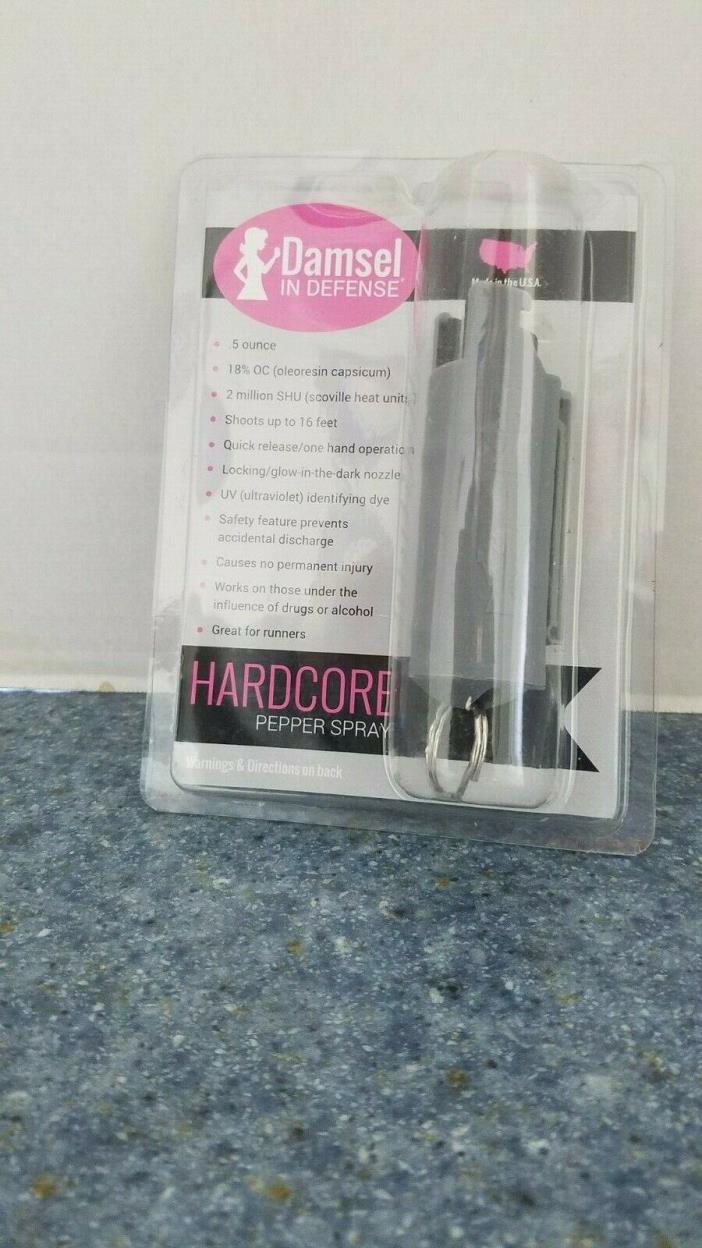 Damsel
IN DEFENSE
Made in the U.S.A.
.5 ounce
18% OC (oleoresin capsicum)
2 million SHU (scoville heat units
Shoots up to 16 feet
Quick release/one hand operation
Locking/glow-in-the-dark nozzle
UV (ultraviolet) identifying dye
Safety feature prevents
accidental discharge
Causes no permanent injury
Works on those under the
influence of drugs or alcohol
Great for runners
HARDCORE
PEPPER SPRAY
Warnings & Directions on back